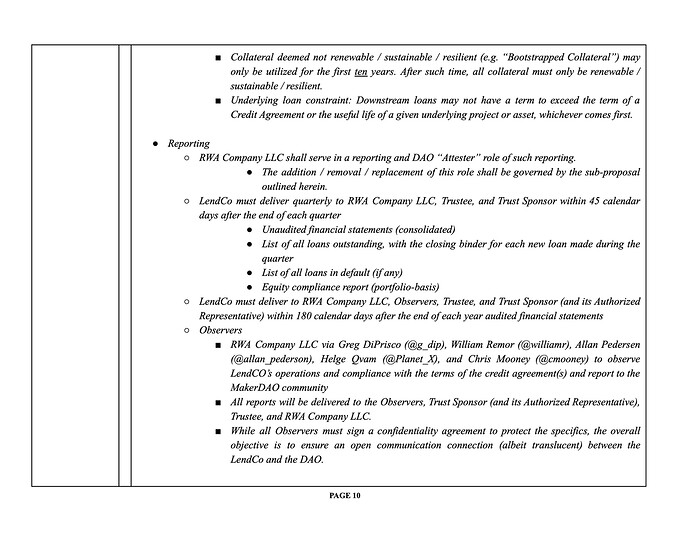 ■ Collateral deemed not renewable / sustainable / resilient (e.g. “Bootstrapped Collateral”) may
only be utilized for the first ten years. After such time, all collateral must only be renewable /
sustainable / resilient.
■ Underlying loan constraint: Downstream loans may not have a term to exceed the term of a
Credit Agreement or the useful life of a given underlying project or asset, whichever comes first.
● Reporting
○ RWA Company LLC shall serve in a reporting and DAO “Attester” role of such reporting.
● The addition / removal / replacement of this role shall be governed by the sub-proposal
outlined herein.
○ LendCo must deliver quarterly to RWA Company LLC, Trustee, and Trust Sponsor within 45 calendar
days after the end of each quarter
● Unaudited financial statements (consolidated)
● List of all loans outstanding, with the closing binder for each new loan made during the
quarter
● List of all loans in default (if any)
● Equity compliance report (portfolio-basis)
○ LendCo must deliver to RWA Company LLC, Observers, Trustee, and Trust Sponsor (and its Authorized
Representative) within 180 calendar days after the end of each year audited financial statements
○ Observers
■ RWA Company LLC via Greg DiPrisco (@g_dip), William Remor (@williamr), Allan Pedersen
(@allan_pederson), Helge Qvam (@Planet_X), and Chris Mooney (@cmooney) to observe
LendCO’s operations and compliance with the terms of the credit agreement(s) and report to the
MakerDAO community
■ All reports will be delivered to the Observers, Trust Sponsor (and its Authorized Representative),
Trustee, and RWA Company LLC.
■ While all Observers must sign a confidentiality agreement to protect the specifics, the overall
objective is to ensure an open communication connection (albeit translucent) between the
LendCo and the DAO.
PAGE 10